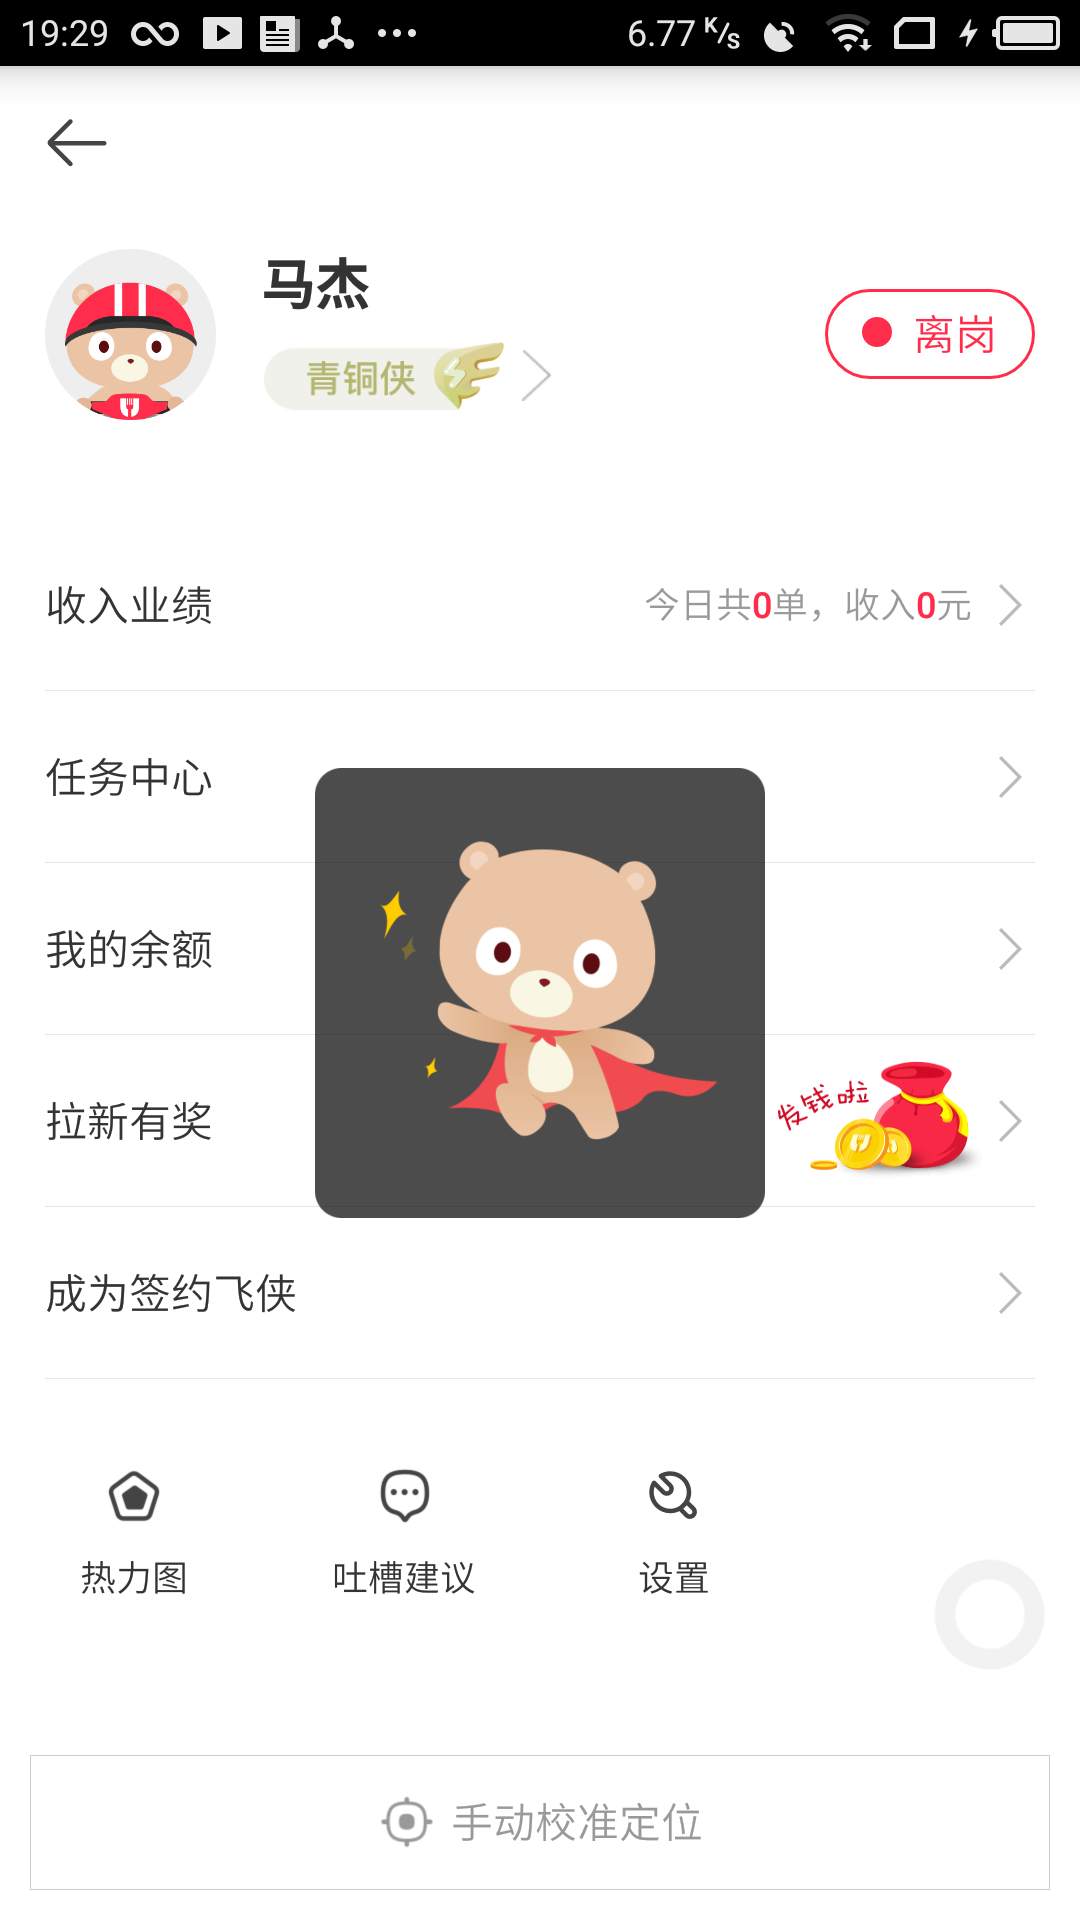 19:29 6.77 K/s
马杰
青铜侠
离岗
收入业绩 今日共0单，收入0元
任务中心
我的余额
拉新有奖 发钱啦
成为签约飞侠
热力图 吐槽建议 设置
手动校准定位